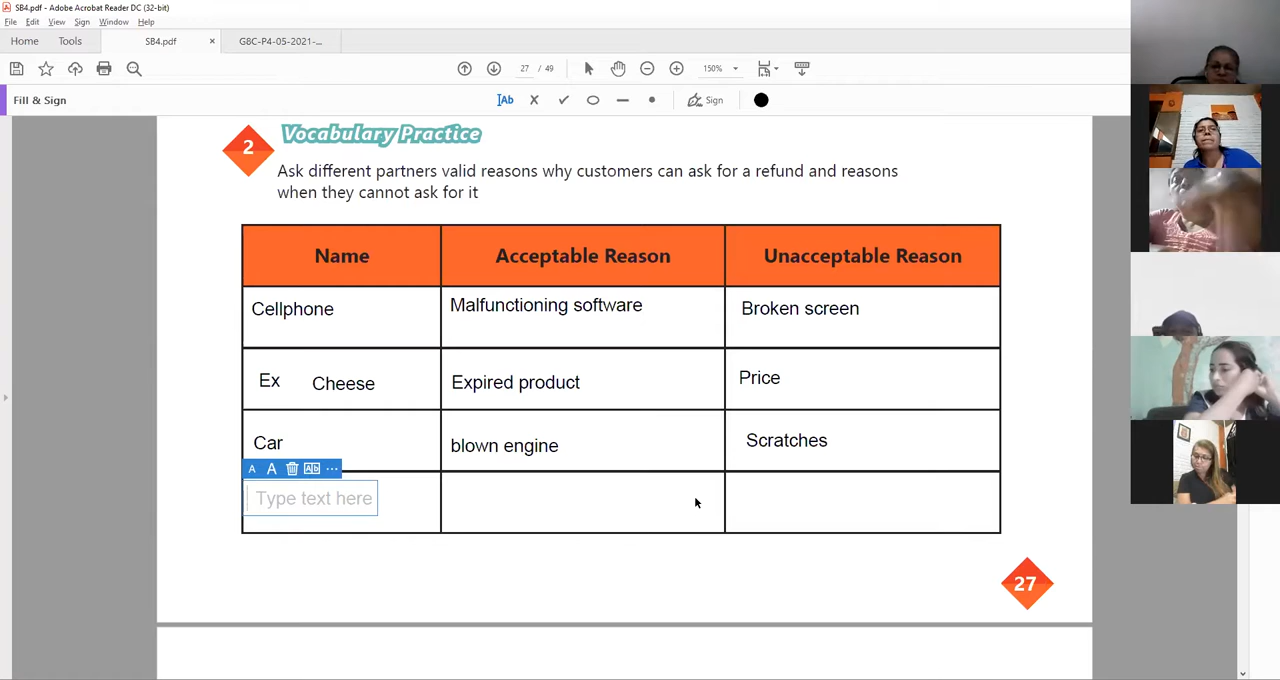 SB4.pdf - Adobe Acrobat Reader DC (32-bit)
File Edit View Sign Window Help
Home Tools SB4.pdf × GBC-P4-05-2021-...
27 / 49 150%
Fill & Sign Ab Sign
2 Vocabulary Practice
Ask different partners valid reasons why customers can ask for a refund and reasons
when they cannot ask for it
Name Acceptable Reason Unacceptable Reason
Cellphone Malfunctioning software Broken screen
Ex Cheese Expired product Price
Car blown engine Scratches
A A Ab ...
Type text here
27